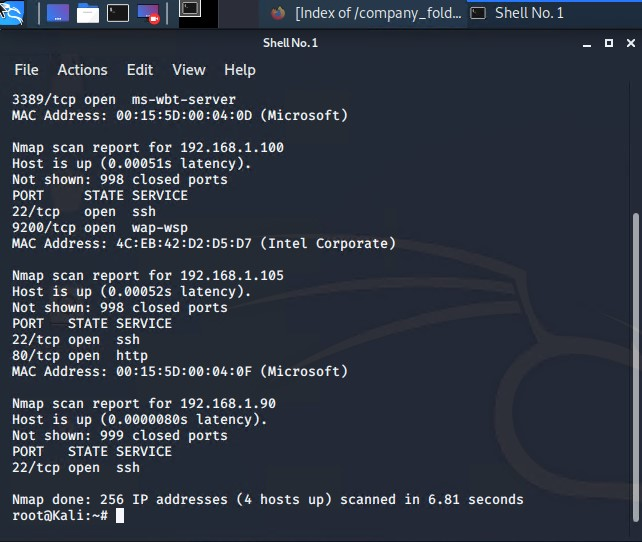 [Index of /company_fold...
Shell No. 1
Shell No. 1
File Actions Edit View Help
3389/tcp open  ms-wbt-server
MAC Address: 00:15:5D:00:04:0D (Microsoft)
Nmap scan report for 192.168.1.100
Host is up (0.00051s latency).
Not shown: 998 closed ports
PORT     STATE SERVICE
22/tcp   open  ssh
9200/tcp open  wap-wsp
MAC Address: 4C:EB:42:D2:D5:D7 (Intel Corporate)
Nmap scan report for 192.168.1.105
Host is up (0.00052s latency).
Not shown: 998 closed ports
PORT   STATE SERVICE
22/tcp open  ssh
80/tcp open  http
MAC Address: 00:15:5D:00:04:0F (Microsoft)
Nmap scan report for 192.168.1.90
Host is up (0.0000080s latency).
Not shown: 999 closed ports
PORT   STATE SERVICE
22/tcp open  ssh
Nmap done: 256 IP addresses (4 hosts up) scanned in 6.81 seconds
root@Kali:~#